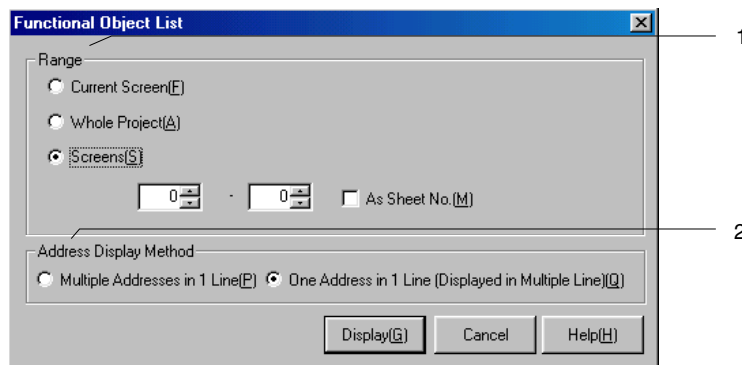 Functional Object List
1
Range
Current Screen(F)
Whole Project(A)
Screens(S)
0 - 0 As Sheet No.(M)
2
Address Display Method
Multiple Addresses in 1 Line(P) One Address in 1 Line (Displayed in Multiple Line)(Q)
Display(G) Cancel Help(H)